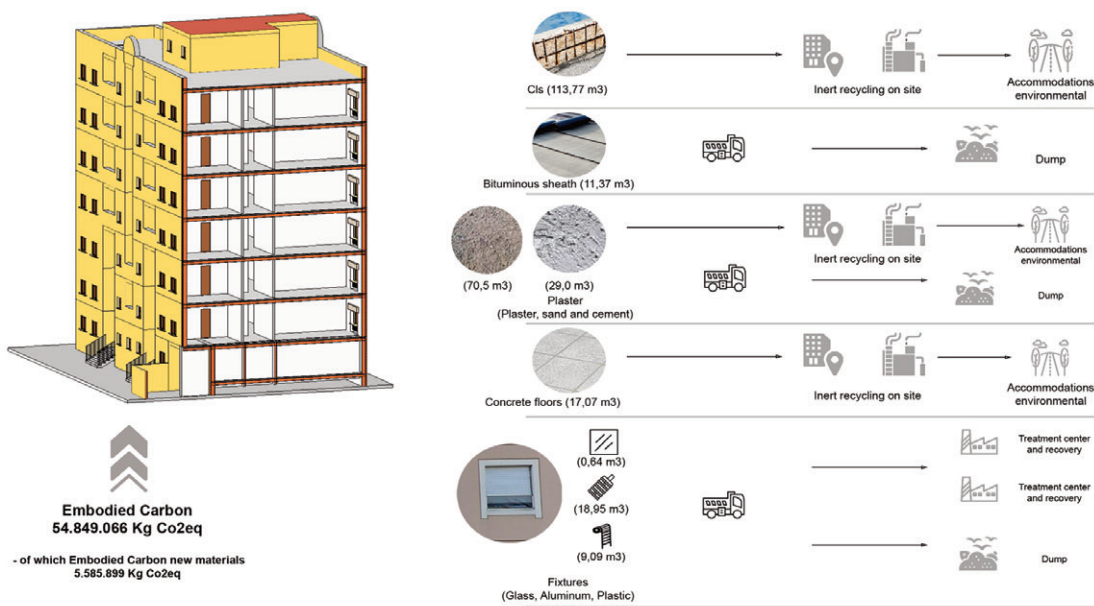 Cls (113,77 m3)
Inert recycling on site
Accommodations
environmental
Bituminous sheath (11,37 m3)
Dump
(70,5 m3)
(29,0 m3)
Plaster
(Plaster, sand and cement)
Inert recycling on site
Accommodations
environmental
Dump
Concrete floors (17,07 m3)
Inert recycling on site
Accommodations
environmental
(0,64 m3)
(18,95 m3)
(9,09 m3)
Fixtures
(Glass, Aluminum, Plastic)
Treatment center
and recovery
Treatment center
and recovery
Dump
Embodied Carbon
54.849.066 Kg Co2eq
- of which Embodied Carbon new materials
5.585.899 Kg Co2eq